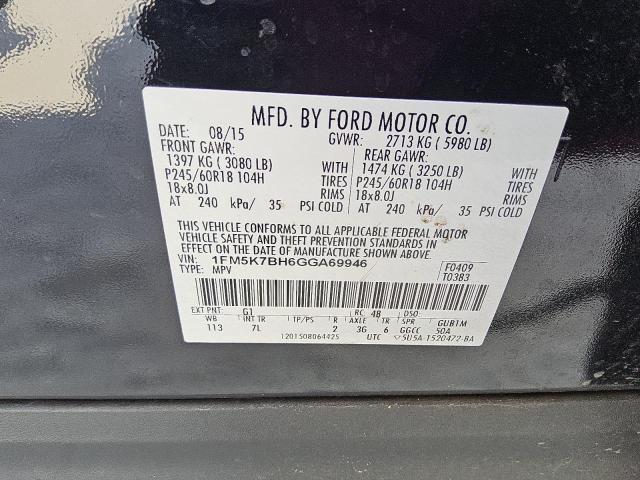 MFD. BY FORD MOTOR CO.
DATE: 08/15 GVWR: 2713 KG ( 5980 LB)
FRONT GAWR: REAR GAWR:
1397 KG ( 3080 LB) WITH 1474 KG ( 3250 LB) WITH
P245/60R18 104H TIRES P245/60R18 104H TIRES
18x8.0J RIMS 18x8.0J RIMS
AT 240 kPa/ 35 PSI COLD AT 240 kPa/ 35 PSI COLD
THIS VEHICLE CONFORMS TO ALL APPLICABLE FEDERAL MOTOR
VEHICLE SAFETY AND THEFT PREVENTION STANDARDS IN
EFFECT ON THE DATE OF MANUFACTURE SHOWN ABOVE.
VIN: 1FM5K7BH6GGA69946 F0409
TYPE: MPV T0383
EXT PNT: G1 RC: 48 DSO:
WB INT TR TP/PS R AXLE TR SPR GUB1M
113 7L 2 3G 6 GGCC 50A
1201508064425 UTC 5U5A-1520472-BA